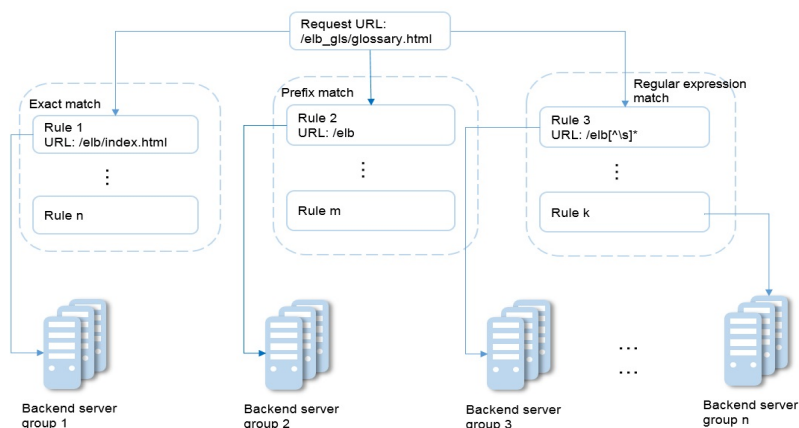 Request URL:
/elb_gls/glossary.html
Exact match
Rule 1
URL: /elb/index.html
⋮
Rule n
Prefix match
Rule 2
URL: /elb
⋮
Rule m
Regular expression
match
Rule 3
URL: /elb[^\s]*
⋮
Rule k
...
...
Backend server
group 1
Backend server
group 2
Backend server
group 3
Backend server
group n